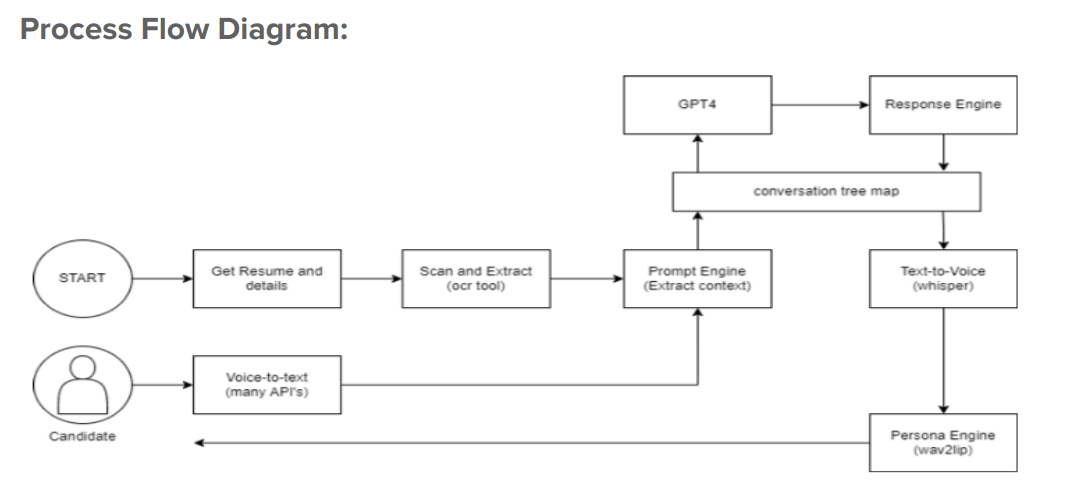 Process Flow Diagram:
GPT4
Response Engine
conversation tree map
START
Get Resume and
details
Scan and Extract
(ocr tool)
Prompt Engine
(Extract context)
Text-to-Voice
(whisper)
Voice-to-text
(many API's)
Candidate
Persona Engine
(wav2lip)